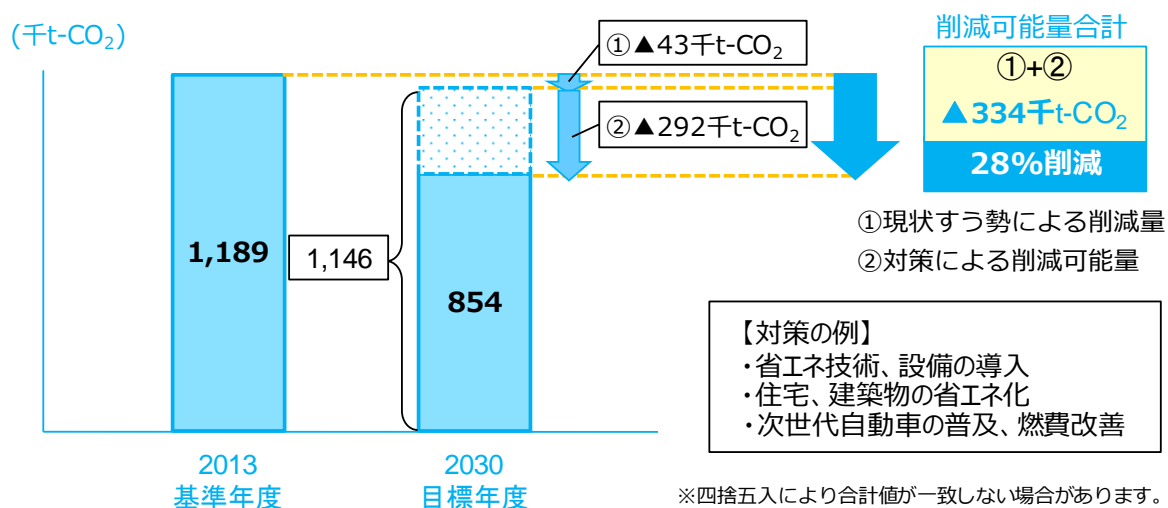 (千t-CO2)
①▲43千t-CO2
②▲292千t-CO2
削減可能量合計
①+②
▲334千t-CO2
28%削減
①現状すう勢による削減量
②対策による削減可能量
1,189
1,146
854
【対策の例】
・省エネ技術、設備の導入
・住宅、建築物の省エネ化
・次世代自動車の普及、燃費改善
2013
基準年度
2030
目標年度
※四捨五入により合計値が一致しない場合があります。